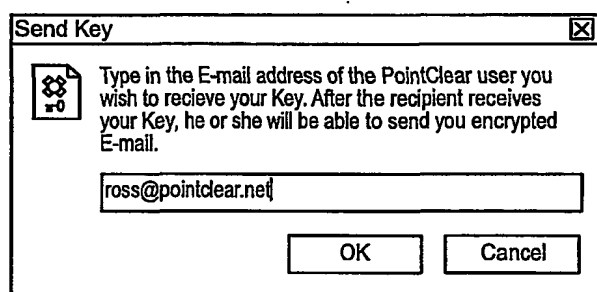 Send Key
Type in the E-mail address of the PointClear user you
wish to recieve your Key. After the recipient receives
your Key, he or she will be able to send you encrypted
E-mail.
ross@pointclear.net
OK Cancel